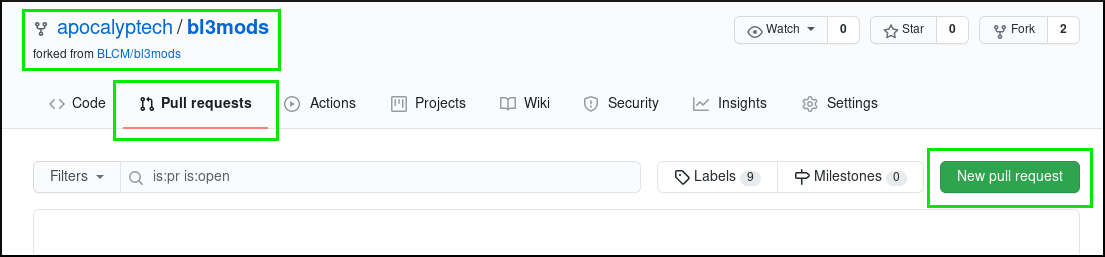 apocalyptech / bl3mods
Watch 0 Star 0 Fork 2
forked from BLCM/bl3mods
Code Pull requests Actions Projects Wiki Security Insights Settings
Filters is:pr is:open Labels 9 Milestones 0 New pull request